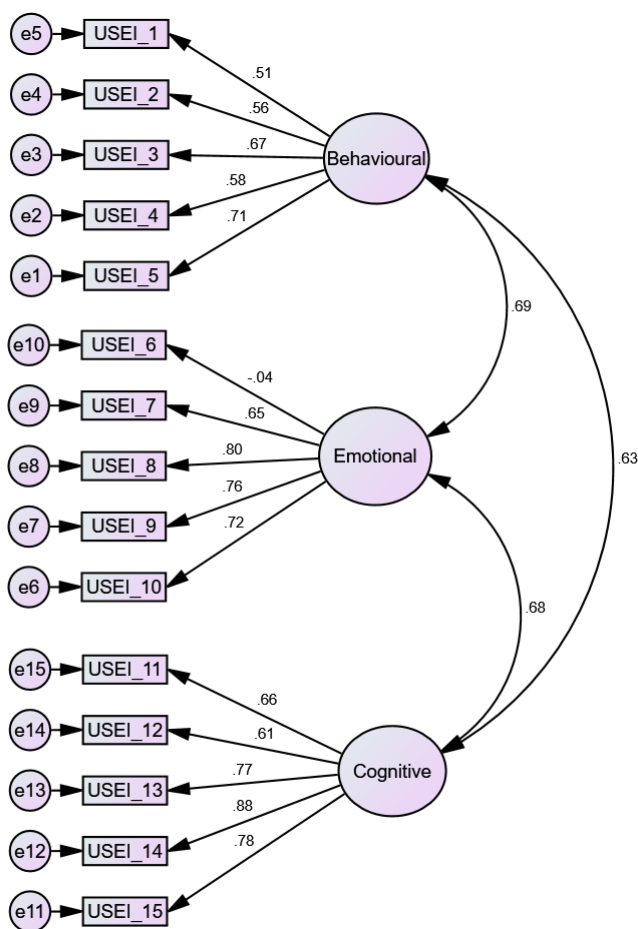 e5 USEI_1
.51
e4 USEI_2
.56
e3 USEI_3
.67
Behavioural
e2 USEI_4
.58
e1 USEI_5
.71
.69
e10 USEI_6
-.04
e9 USEI_7
.65
e8 USEI_8
.80
Emotional
.63
e7 USEI_9
.76
e6 USEI_10
.72
.68
e15 USEI_11
.66
e14 USEI_12
.61
e13 USEI_13
.77
Cognitive
e12 USEI_14
.88
e11 USEI_15
.78